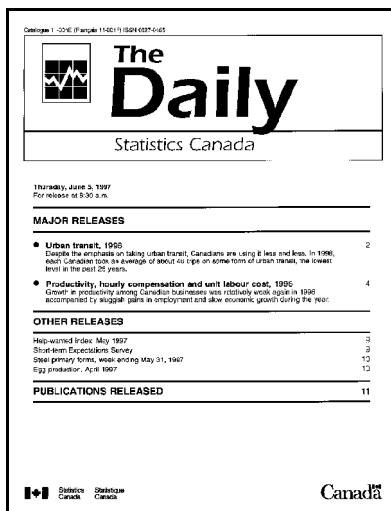 Catalogue 11-001E (Français 11-001F) ISSN 0827-0465
The
Daily
Statistics Canada
Thursday, June 5, 1997
For release at 8:30 a.m.
MAJOR RELEASES
● Urban transit, 1996 2
Despite the emphasis on taking urban transit, Canadians are using it less and less. In 1996,
each Canadian took an average of about 48 trips on some form of urban transit, the lowest
level in the past 25 years.
● Productivity, hourly compensation and unit labour cost, 1996 4
Growth in productivity among Canadian businesses was relatively weak again in 1996
accompanied by sluggish gains in employment and slow economic growth during the year.
OTHER RELEASES
Help-wanted Index, May 1997 9
Short-term Expectations Survey 9
Steel primary forms, week ending May 31, 1997 10
Egg production, April 1997 10
PUBLICATIONS RELEASED 11
Statistics Statistique
Canada Canada
Canada